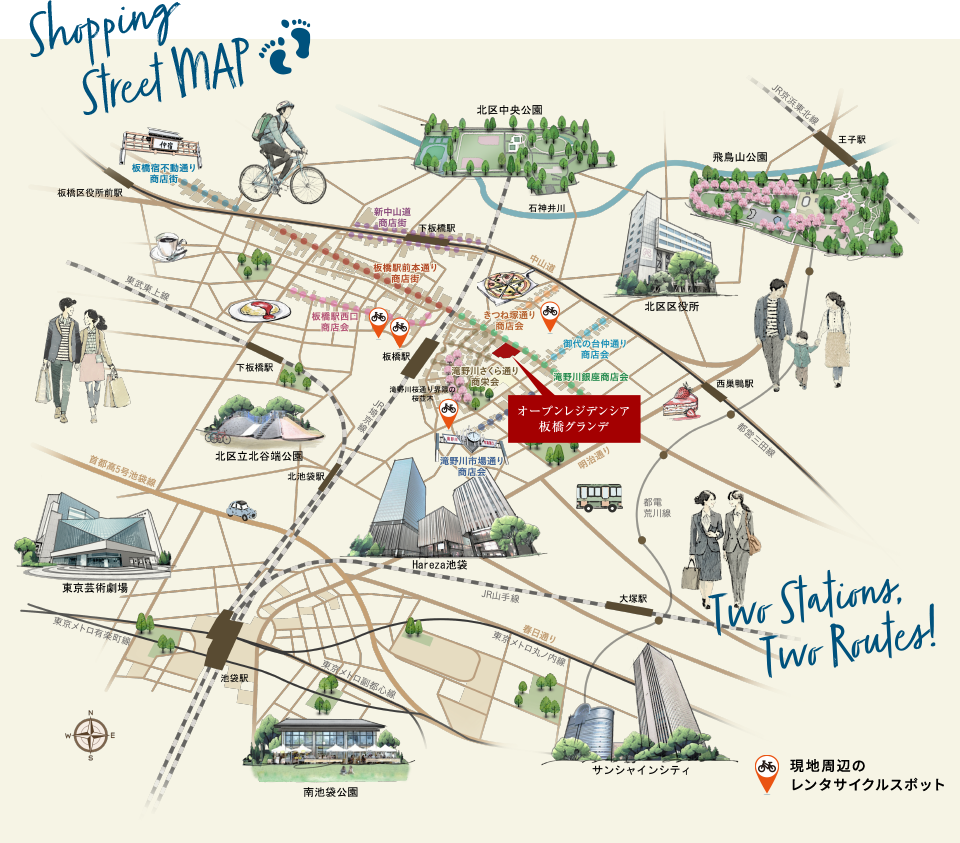 Shopping
Street MAP
北区中央公園
JR京浜東北線
王子駅
仲宿
飛鳥山公園
板橋宿不動通り
商店街
板橋区役所前駅
石神井川
新中山道
商店街
下板橋駅
中山道
板橋駅前本通り
商店街
東武東上線
北区区役所
きつね塚通り
商店会
板橋駅西口
商店会
御代の台仲通り
商店会
板橋駅
下板橋駅
滝野川さくら通り
商栄会
滝野川銀座商店会
西巣鴨駅
滝野川桜通り界隈の
桜並木
オープンレジデンシア
板橋グランデ
JR埼京線
都営三田線
北区立北谷端公園
滝野川市場通り
商店会
明治通り
首都高5号池袋線
北池袋駅
都電
荒川線
Hareza池袋
東京芸術劇場
JR山手線
大塚駅
Two Stations,
Two Routes!
東京メトロ有楽町線
春日通り
東京メトロ丸ノ内線
東京メトロ副都心線
池袋駅
N
W E
S
サンシャインシティ
南池袋公園
現地周辺の
レンタサイクルスポット